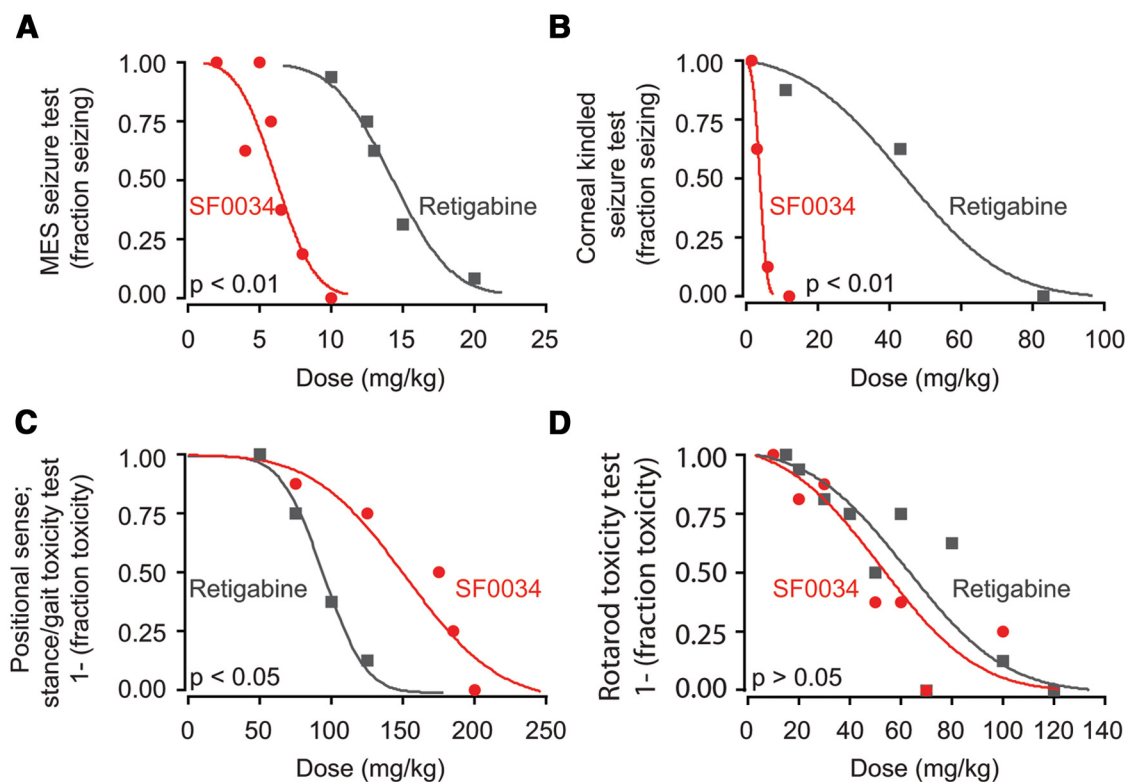 A
MES seizure test
(fraction seizing)
1.00
0.75
0.50
0.25
0.00
SF0034
Retigabine
p < 0.01
0 5 10 15 20 25
Dose (mg/kg)
B
Corneal kindled
seizure test
(fraction seizing)
1.00
0.75
0.50
0.25
0.00
SF0034
Retigabine
p < 0.01
0 20 40 60 80 100
Dose (mg/kg)
C
Positional sense;
stance/gait toxicity test
1- (fraction toxicity)
1.00
0.75
0.50
0.25
0.00
Retigabine
SF0034
p < 0.05
0 50 100 150 200 250
Dose (mg/kg)
D
Rotarod toxicity test
1- (fraction toxicity)
1.00
0.75
0.50
0.25
0.00
SF0034
Retigabine
p > 0.05
0 20 40 60 80 100 120 140
Dose (mg/kg)